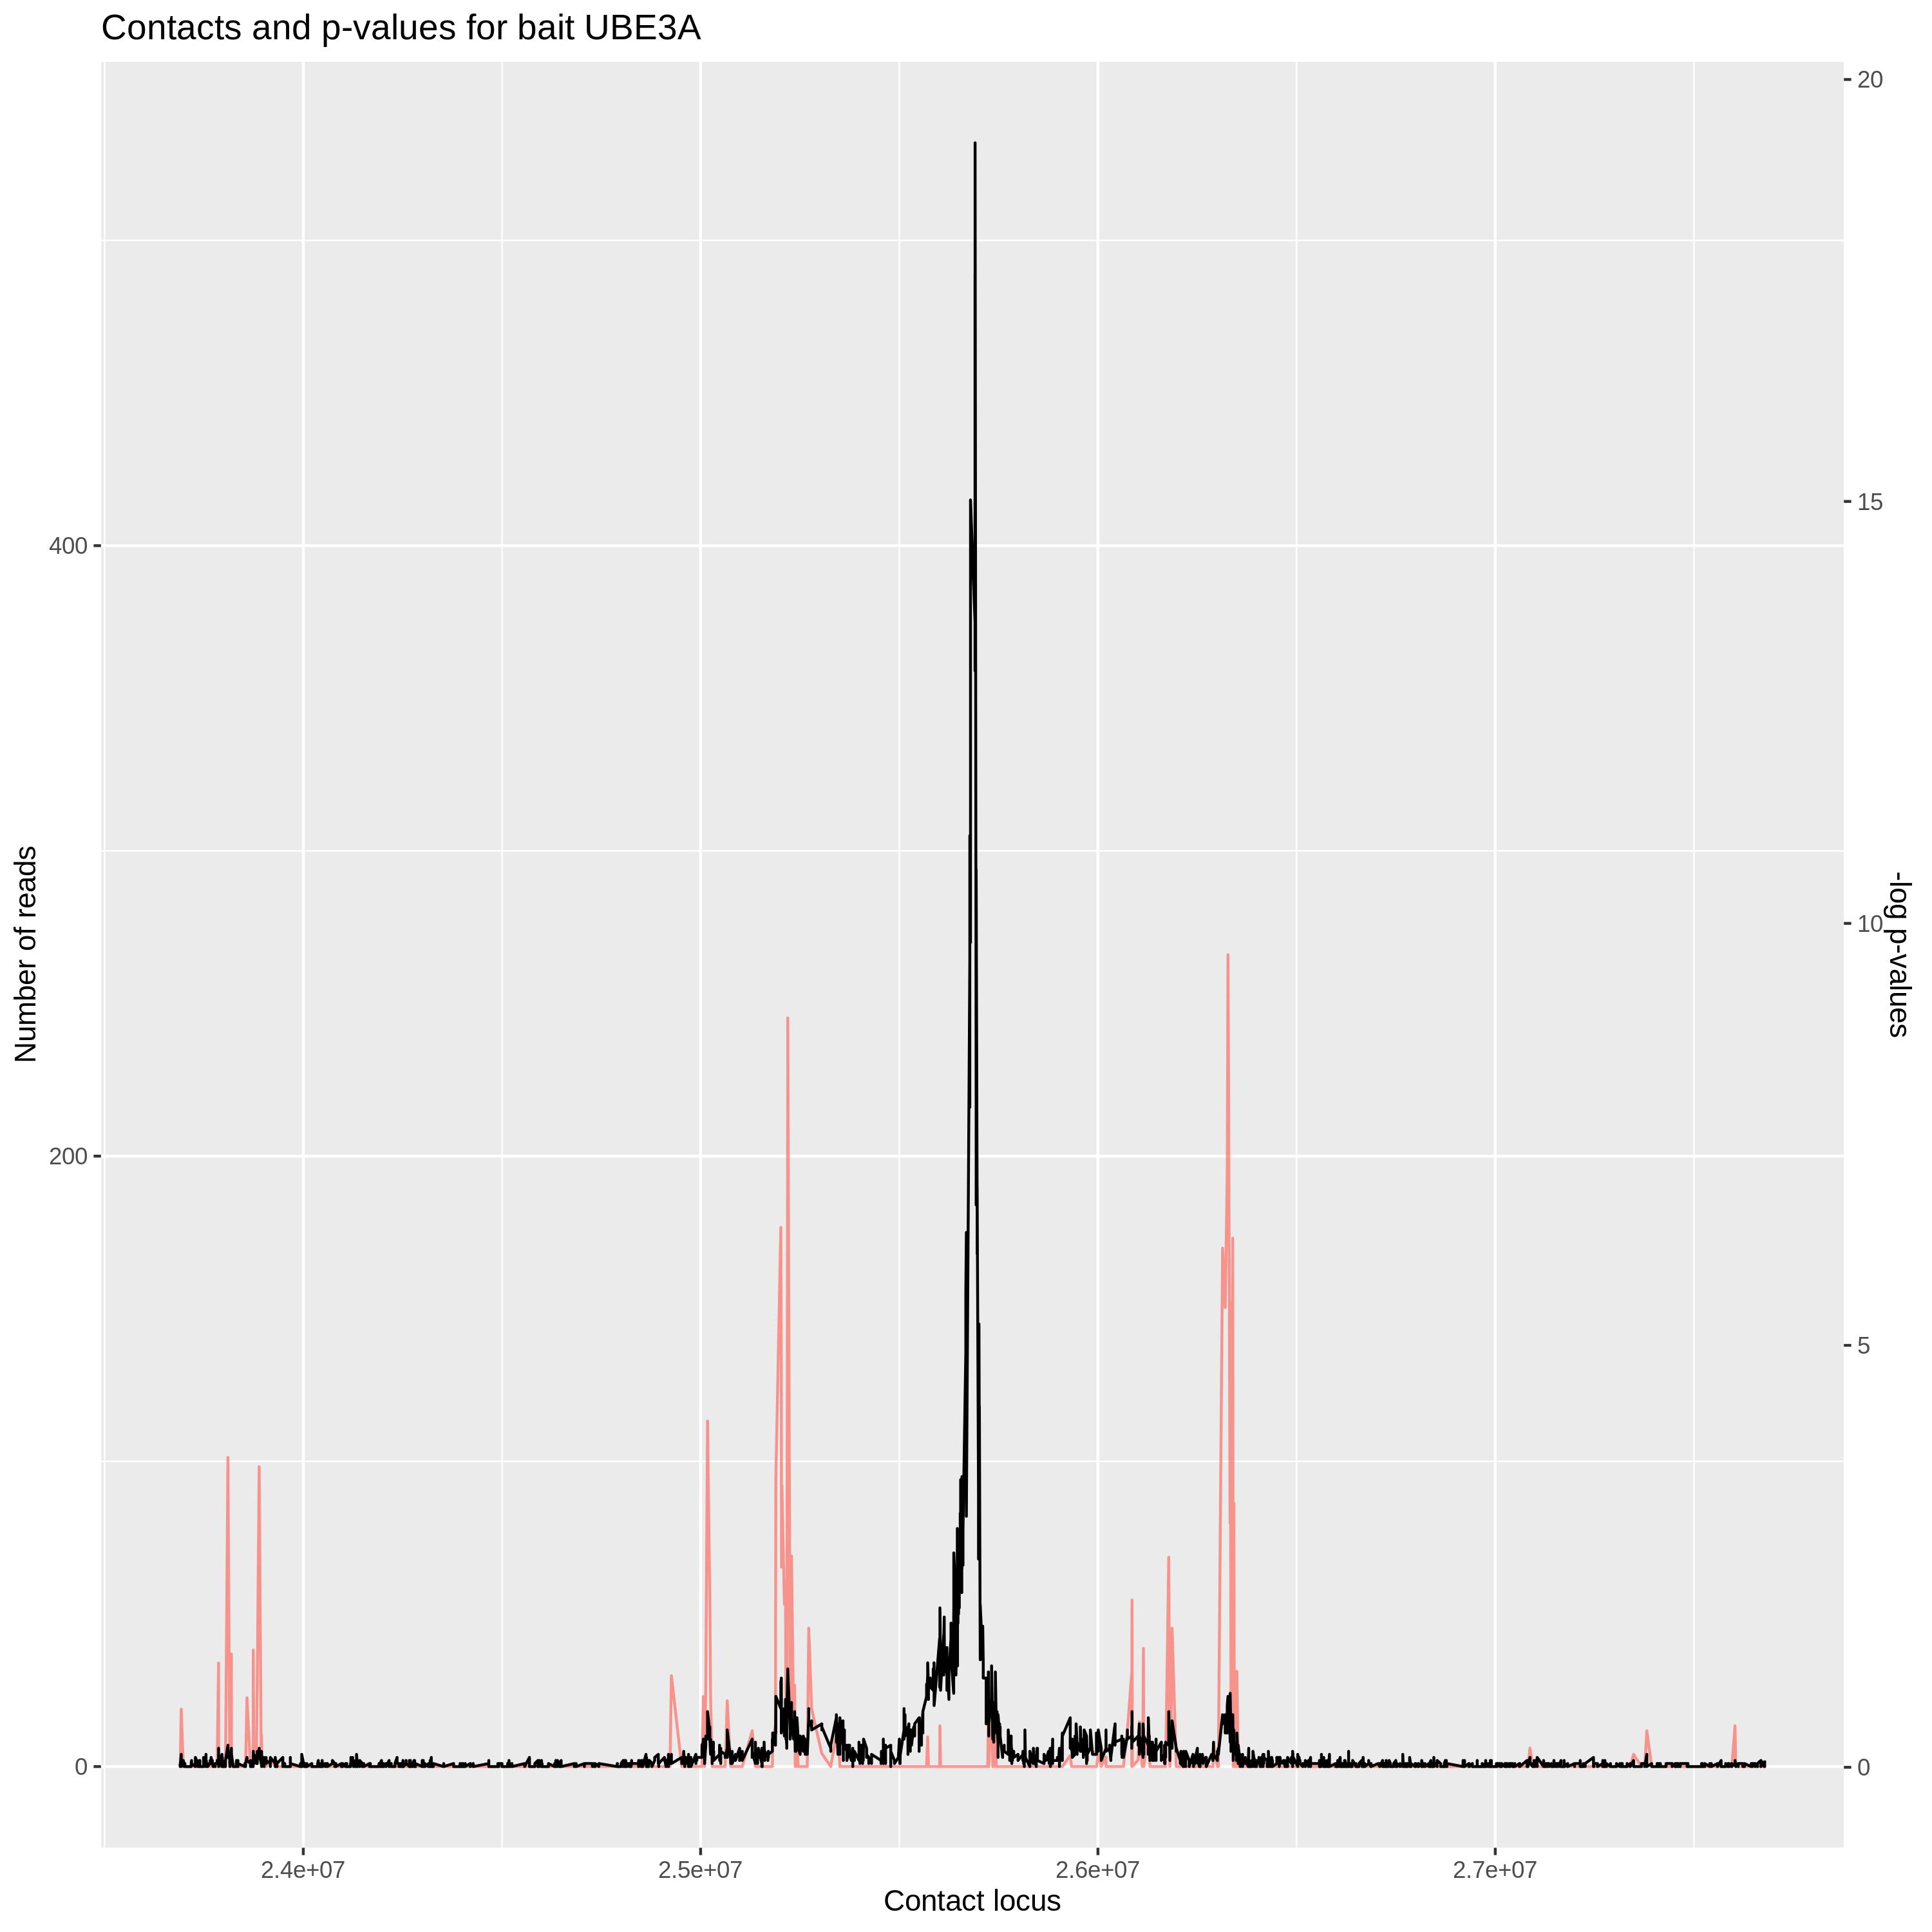 Contacts and p-values for bait UBE3A
20
15
400
10
Number of reads
-log p-values
200
5
0
0
2.4e+07
2.5e+07
2.6e+07
2.7e+07
Contact locus